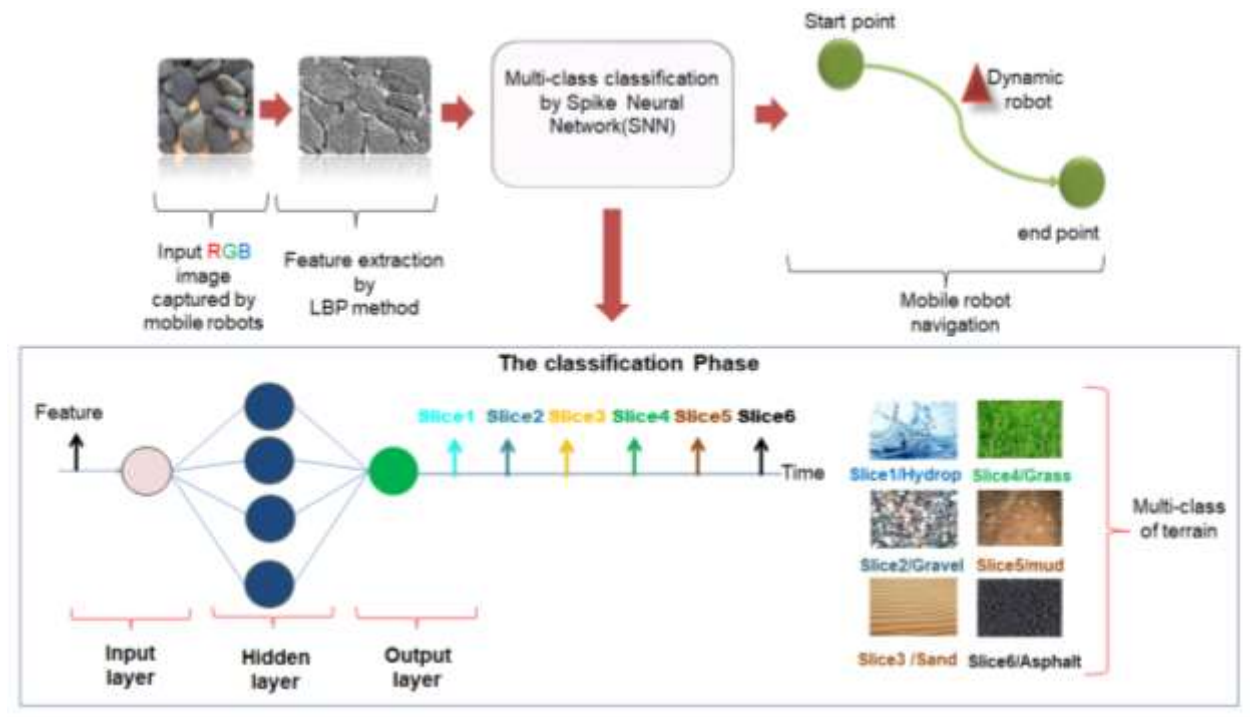 Start point
Multi-class classification
by Spike Neural
Network(SNN)
Dynamic
robot
end point
Input RGB
image
captured by
mobile robots
Feature extraction
by
LBP method
Mobile robot
navigation
The classification Phase
Feature
Slice1 Slice2 Slice3 Slice4 Slice5 Slice6
Time
Slice1/Hydrop Slice4/Grass
Slice2/Gravel Slice5/mud
Slice3 /Sand Slice6/Asphalt
Multi-class
of terrain
Input
layer
Hidden
layer
Output
layer